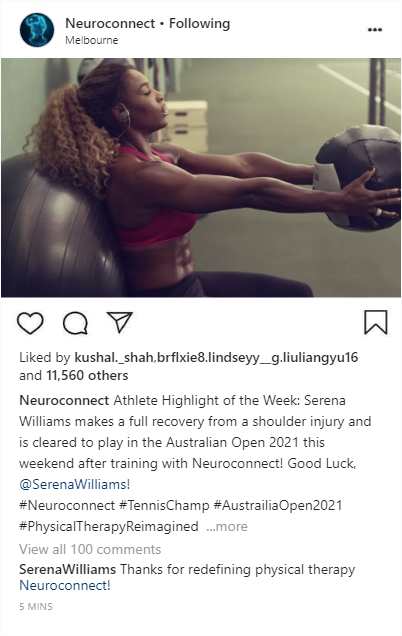 Neuroconnect • Following
Melbourne
Liked by kushal._shah,brflxie8.lindseyy__g.liuliangyu16
and 11,560 others
Neuroconnect Athlete Highlight of the Week: Serena
Williams makes a full recovery from a shoulder injury and
is cleared to play in the Australian Open 2021 this
weekend after training with Neuroconnect! Good Luck,
@SerenaWilliams!
#Neuroconnect #TennisChamp #AustrailiaOpen2021
#PhysicalTherapyReimagined ...more
View all 100 comments
SerenaWilliams Thanks for redefining physical therapy
Neuroconnect!
5 MINS